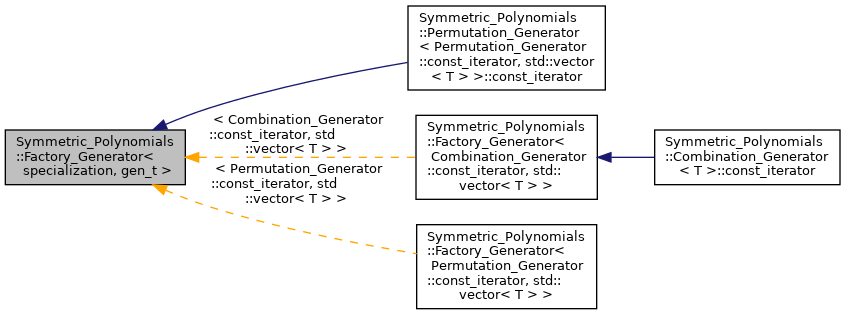 Symmetric_Polynomials
::Permutation_Generator
< Permutation_Generator
::const_iterator, std::vector
< T > >::const_iterator
Symmetric_Polynomials
::Factory_Generator<
specialization, gen_t >
< Combination_Generator
::const_iterator, std
::vector< T > >
< Permutation_Generator
::const_iterator, std
::vector< T > >
Symmetric_Polynomials
::Factory_Generator<
Combination_Generator
::const_iterator, std::
vector< T > >
Symmetric_Polynomials
::Combination_Generator
< T >::const_iterator
Symmetric_Polynomials
::Factory_Generator<
Permutation_Generator
::const_iterator, std::
vector< T > >